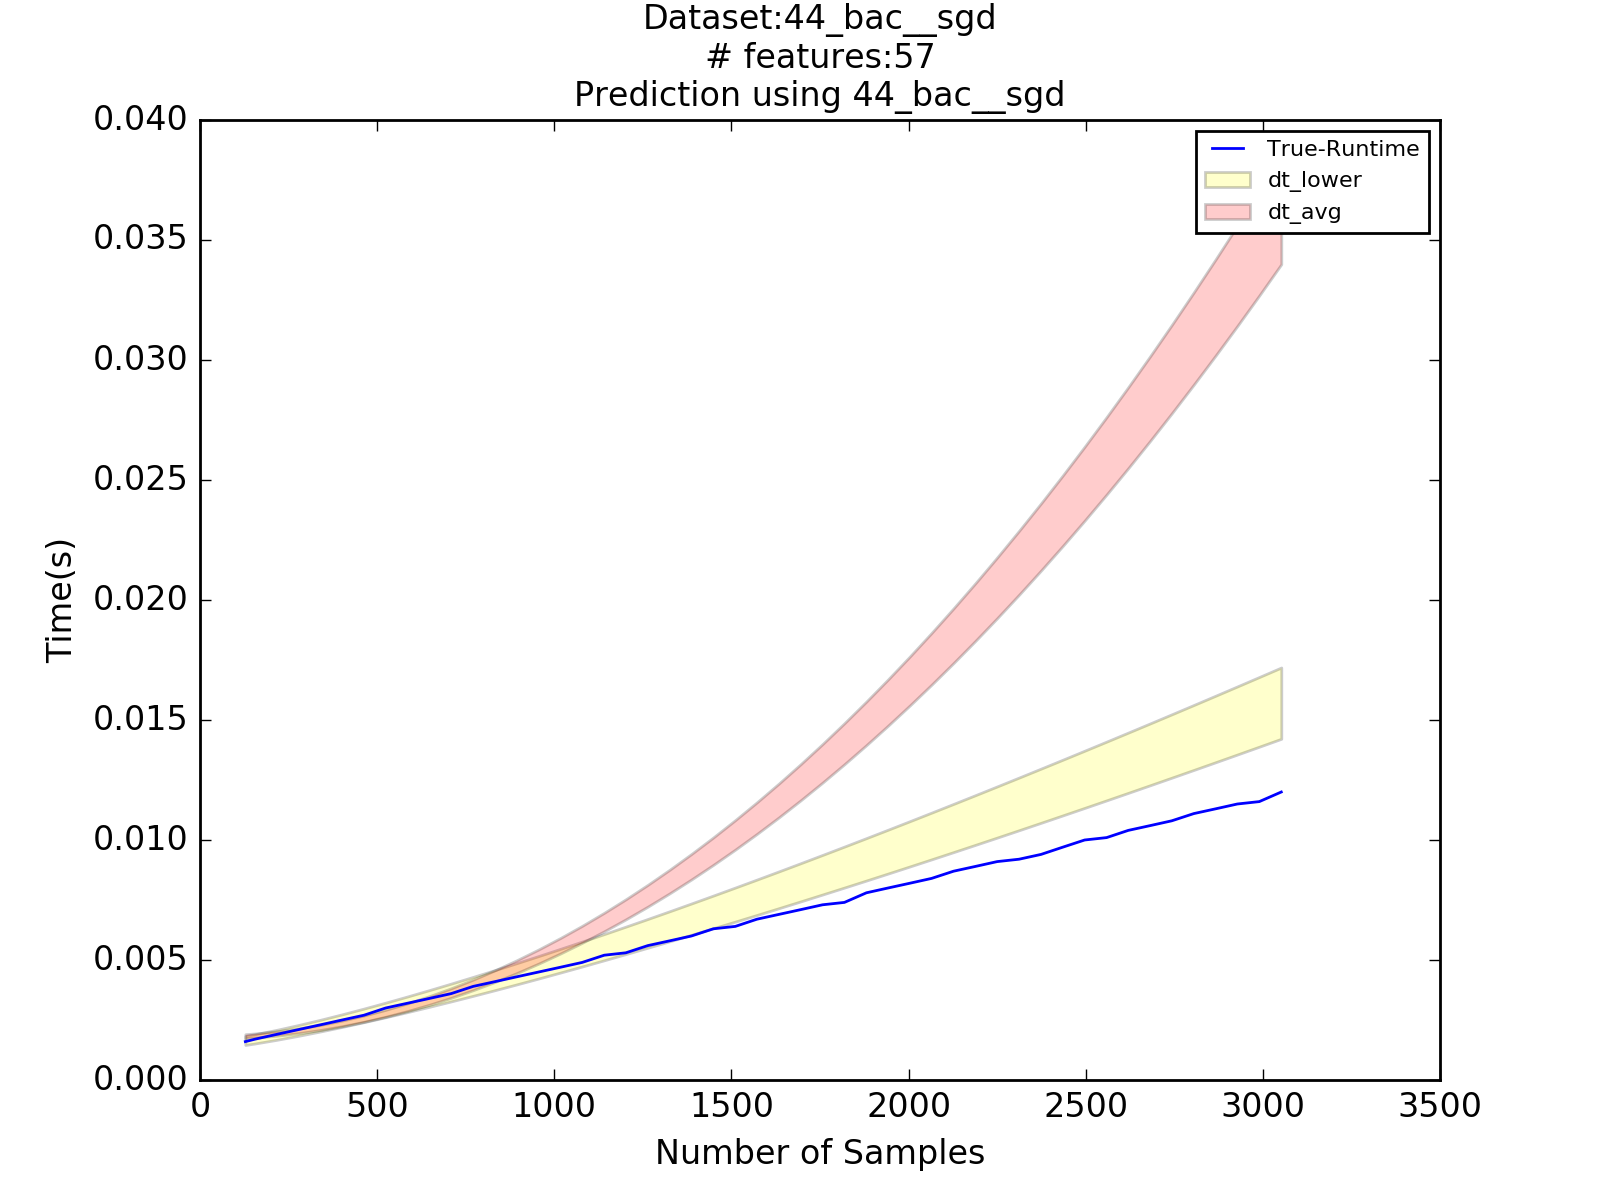 Dataset:44_bac__sgd
# features:57
Prediction using 44_bac__sgd
0.040
0.035
0.030
0.025
0.020
0.015
0.010
0.005
0.000
Time(s)
True-Runtime
dt_lower
dt_avg
0 500 1000 1500 2000 2500 3000 3500
Number of Samples